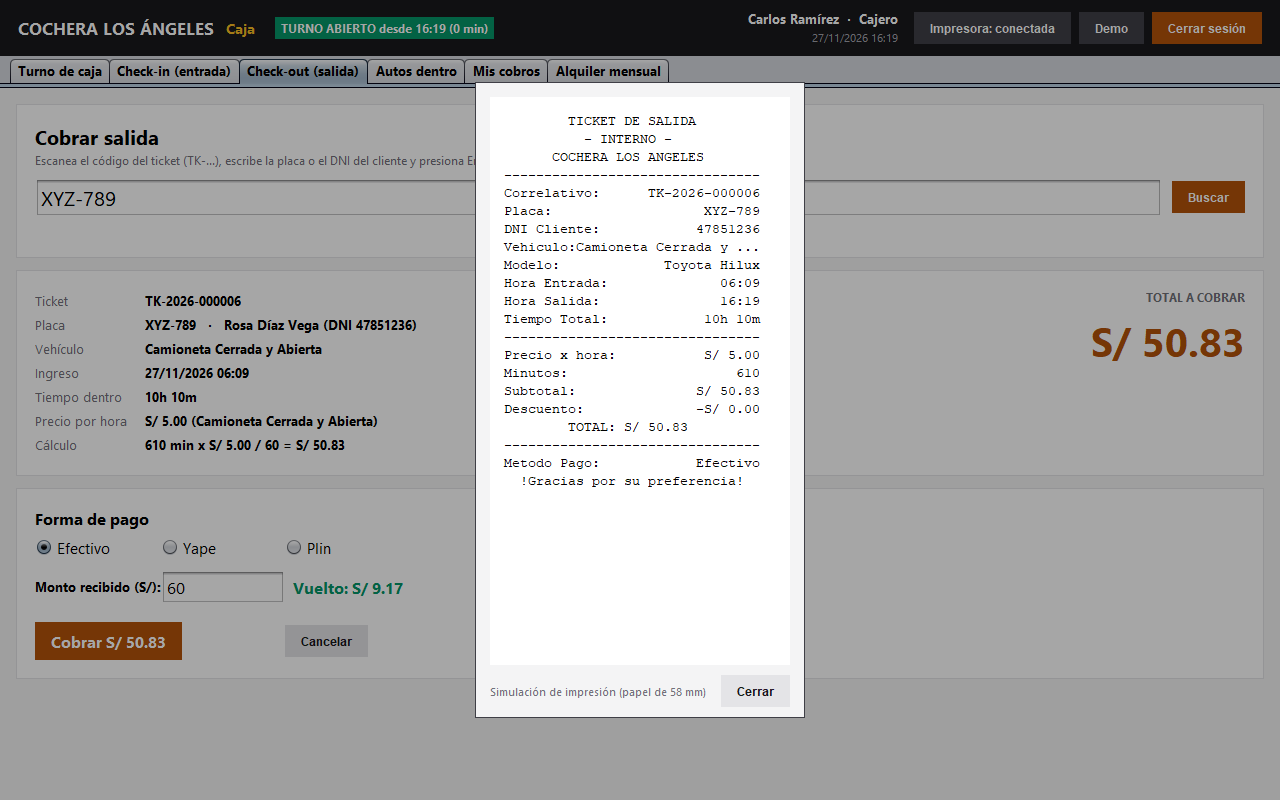 COCHERA LOS ÁNGELES Caja TURNO ABIERTO desde 16:19 (0 min)
Carlos Ramírez · Cajero
27/11/2026 16:19
Impresora: conectada Demo Cerrar sesión
Turno de caja Check-in (entrada) Check-out (salida) Autos dentro Mis cobros Alquiler mensual
Cobrar salida
Escanea el código del ticket (TK-...), escribe la placa o el DNI del cliente y presiona
XYZ-789 Buscar
Ticket TK-2026-000006
Placa XYZ-789 · Rosa Díaz Vega (DNI 47851236)
Vehículo Camioneta Cerrada y Abierta
Ingreso 27/11/2026 06:09
Tiempo dentro 10h 10m
Precio por hora S/ 5.00 (Camioneta Cerrada y Abierta)
Cálculo 610 min x S/ 5.00 / 60 = S/ 50.83
TOTAL A COBRAR
S/ 50.83
Forma de pago
Efectivo Yape Plin
Monto recibido (S/): 60 Vuelto: S/ 9.17
Cobrar S/ 50.83 Cancelar
TICKET DE SALIDA
- INTERNO -
COCHERA LOS ANGELES
--------------------------------
Correlativo: TK-2026-000006
Placa: XYZ-789
DNI Cliente: 47851236
Vehiculo:Camioneta Cerrada y ...
Modelo: Toyota Hilux
Hora Entrada: 06:09
Hora Salida: 16:19
Tiempo Total: 10h 10m
--------------------------------
Precio x hora: S/ 5.00
Minutos: 610
Subtotal: S/ 50.83
Descuento: -S/ 0.00
TOTAL: S/ 50.83
--------------------------------
Metodo Pago: Efectivo
!Gracias por su preferencia!
Simulación de impresión (papel de 58 mm) Cerrar